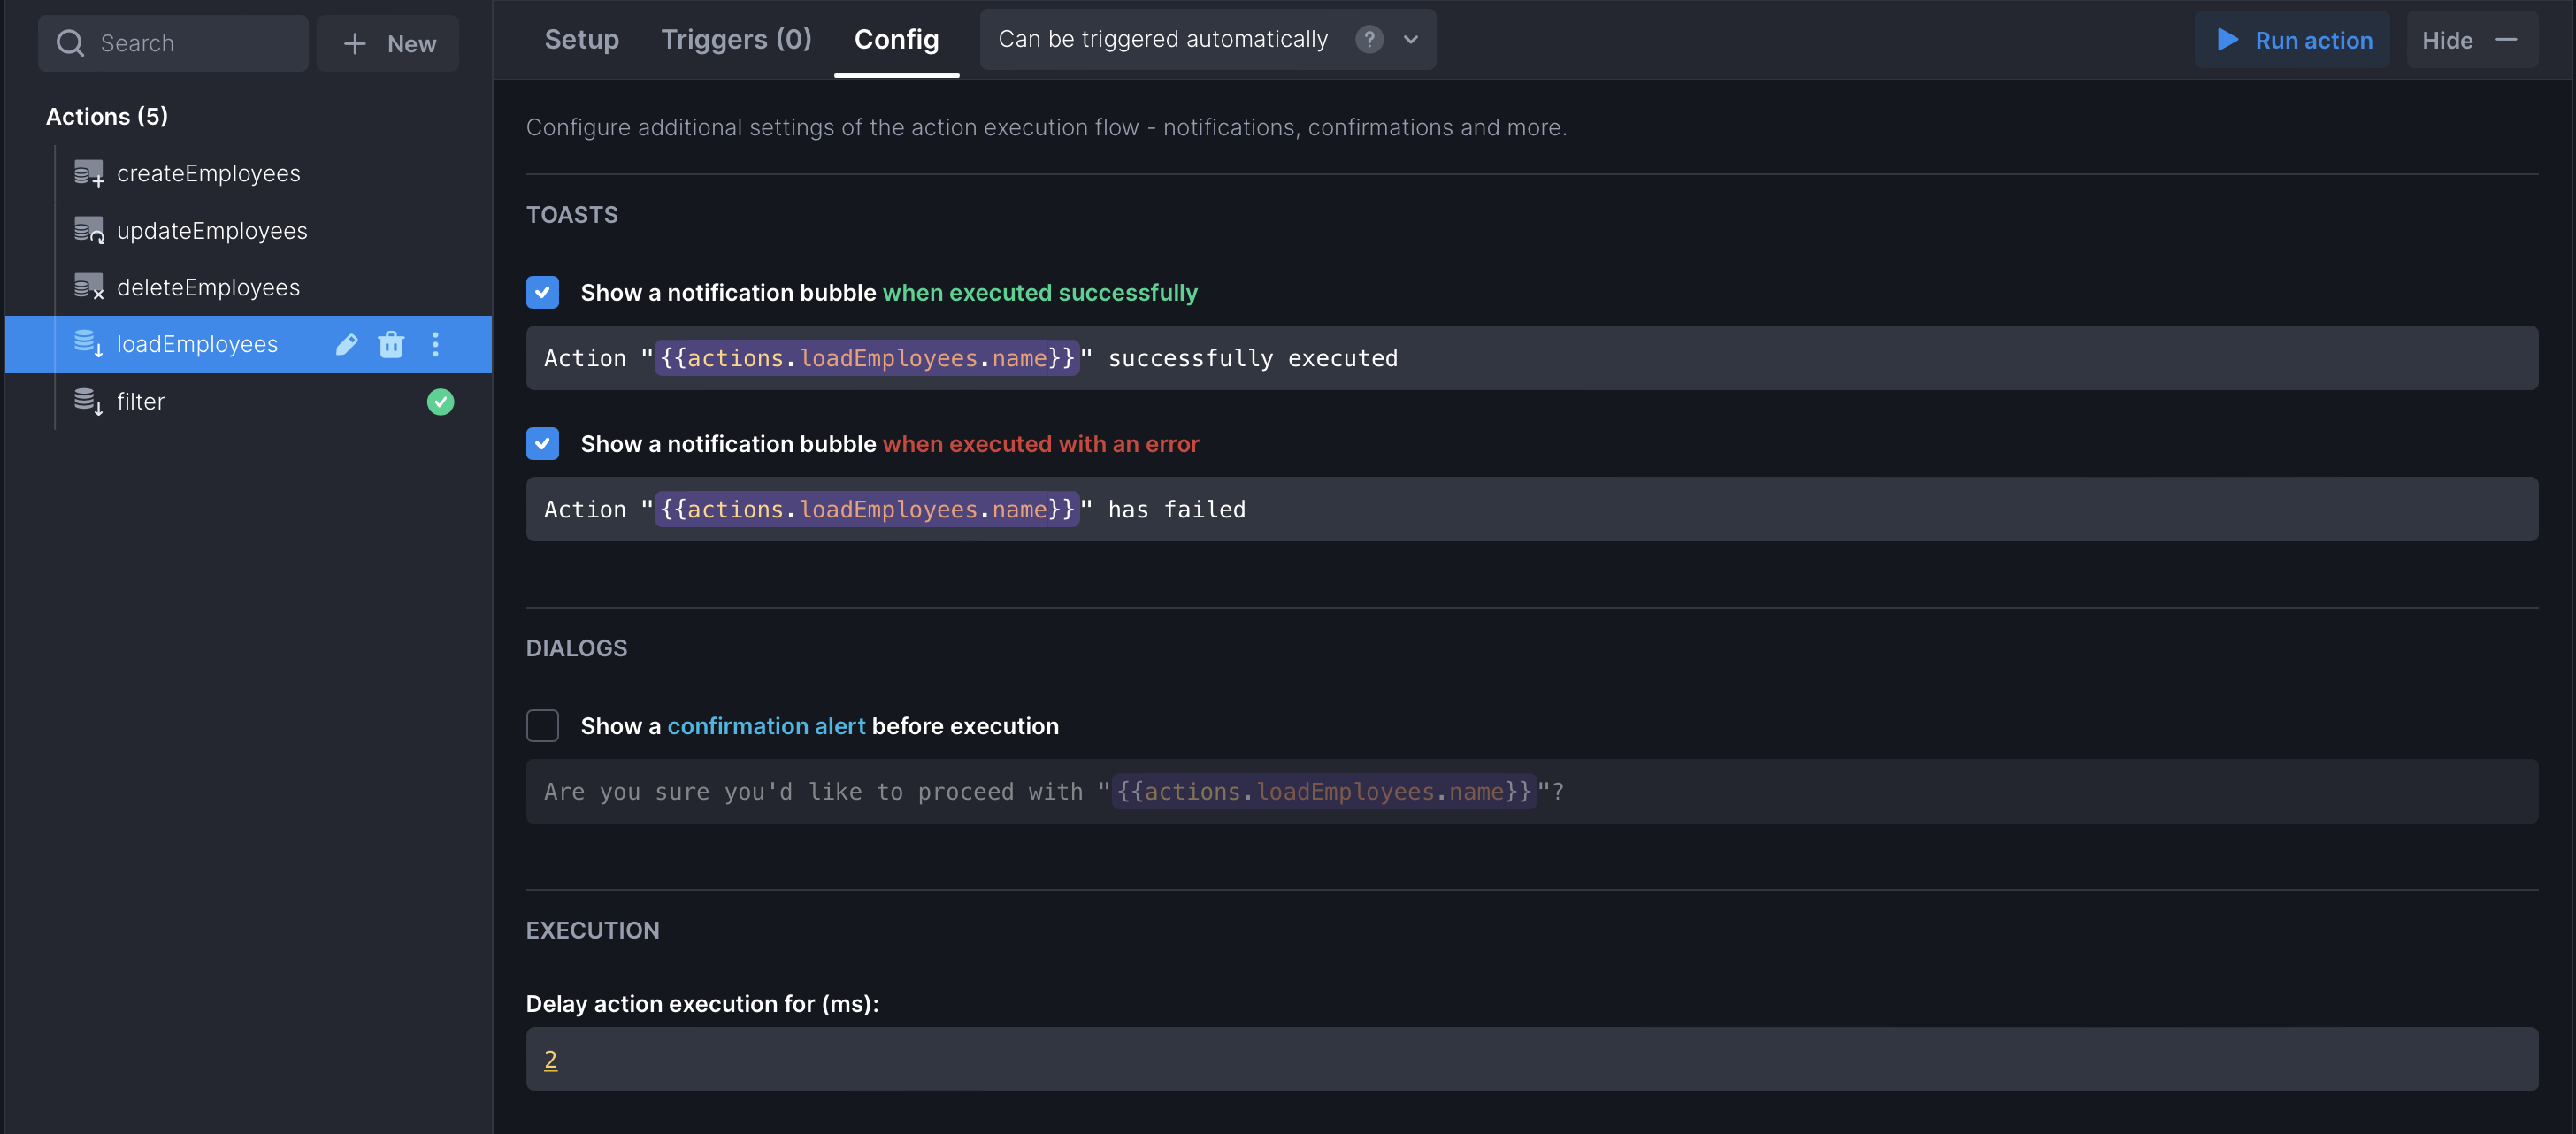 Search
New
Actions (5)
createEmployees
updateEmployees
deleteEmployees
loadEmployees
filter
Setup
Triggers (0)
Config
Can be triggered automatically
?
Run action
Hide
Configure additional settings of the action execution flow - notifications, confirmations and more.
TOASTS
Show a notification bubble when executed successfully
Action "{{actions.loadEmployees.name}}" successfully executed
Show a notification bubble when executed with an error
Action "{{actions.loadEmployees.name}}" has failed
DIALOGS
Show a confirmation alert before execution
Are you sure you'd like to proceed with "{{actions.loadEmployees.name}}"?
EXECUTION
Delay action execution for (ms):
2